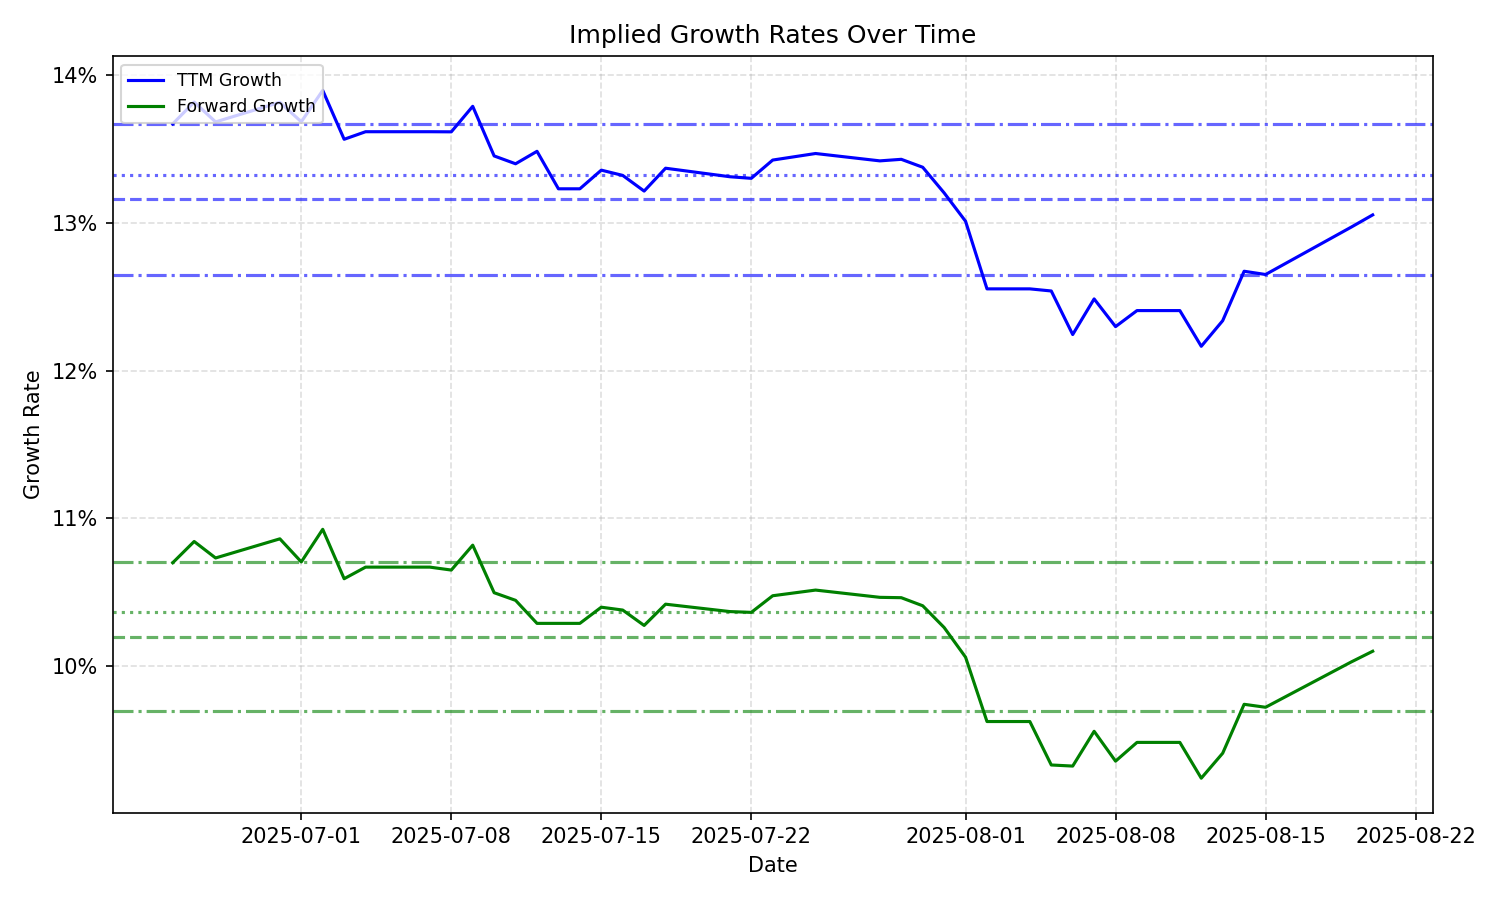 Implied Growth Rates Over Time
TTM Growth
Forward Growth
14%
13%
12%
11%
10%
Growth Rate
2025-07-01 2025-07-08 2025-07-15 2025-07-22 2025-08-01 2025-08-08 2025-08-15 2025-08-22
Date